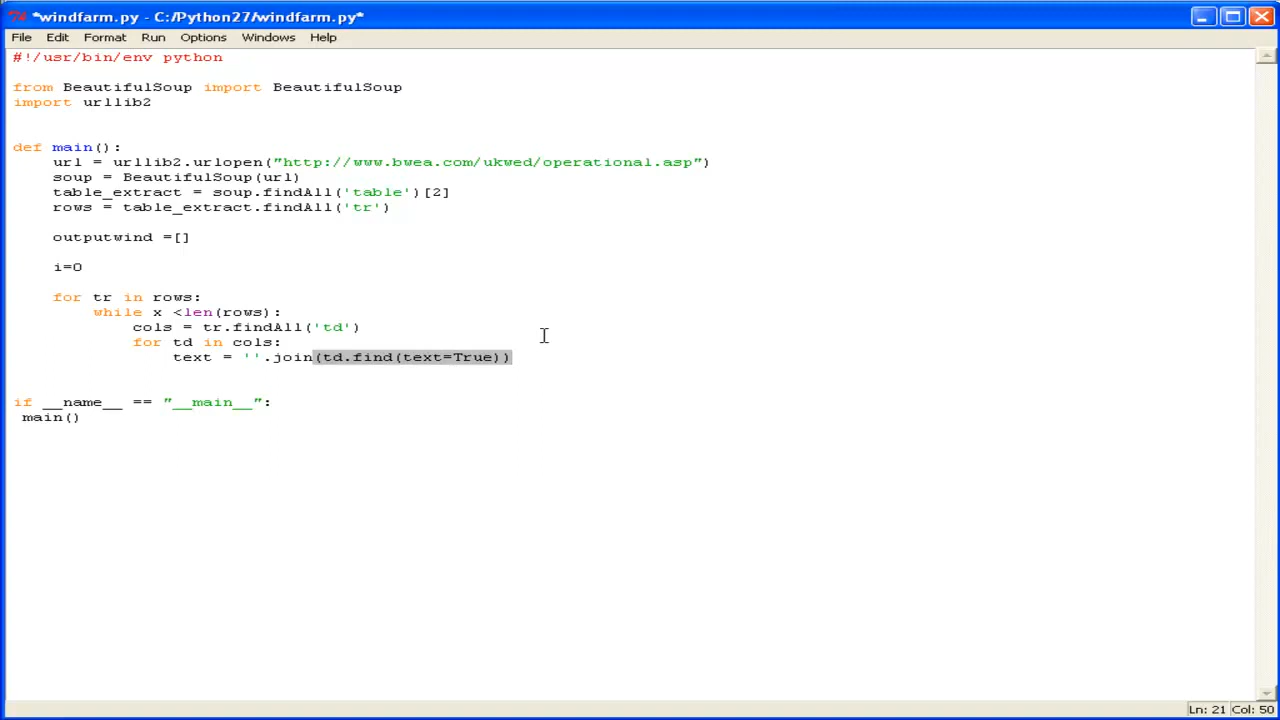 *windfarm.py - C:/Python27/windfarm.py*
File Edit Format Run Options Windows Help
#!/usr/bin/env python
from BeautifulSoup import BeautifulSoup
import urllib2
def main():
    url = urllib2.urlopen("http://www.bwea.com/ukwed/operational.asp")
    soup = BeautifulSoup(url)
    table_extract = soup.findAll('table')[2]
    rows = table_extract.findAll('tr')
    outputwind =[]
    i=0
    for tr in rows:
        while x <len(rows):
            cols = tr.findAll('td')
            for td in cols:
                text = ''.join(td.find(text=True))
if __name__ == "__main__":
 main()
Ln: 21 Col: 50